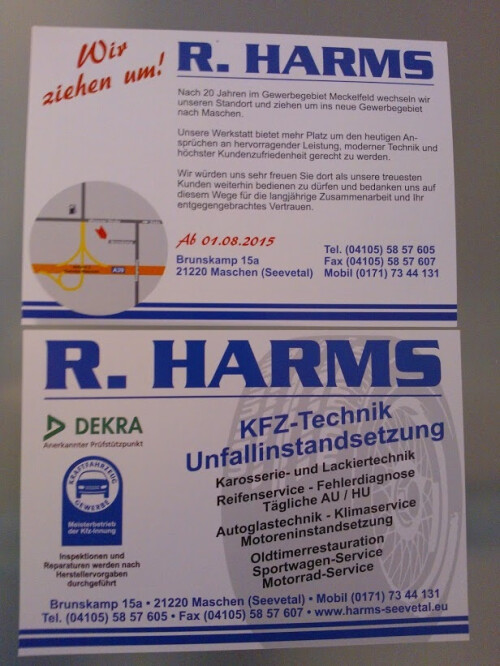 Wir
ziehen um!
R. HARMS
Nach 20 Jahren im Gewerbegebiet Meckelfeld wechseln wir
unseren Standort und ziehen um ins neue Gewerbegebiet
nach Maschen.
Unsere Werkstatt bietet mehr Platz um den heutigen An-
sprüchen an hervorragender Leistung, moderner Technik und
höchster Kundenzufriedenheit gerecht zu werden.
Wir würden uns sehr freuen Sie dort als unsere treuesten
Kunden weiterhin bedienen zu dürfen und bedanken uns auf
diesem Wege für die langjährige Zusammenarbeit und Ihr
entgegengebrachtes Vertrauen.
Ab 01.08.2015
Brunskamp 15a
21220 Maschen (Seevetal)
Tel. (04105) 58 57 605
Fax (04105) 58 57 607
Mobil (0171) 73 44 131
A39
R. HARMS
DEKRA
Anerkannter Prüfstützpunkt
KRAFTFAHRZEUG
GEWERBE
Meisterbetrieb
der Kfz-Innung
Inspektionen und
Reparaturen werden nach
Herstellervorgaben
durchgeführt
KFZ-Technik
Unfallinstandsetzung
Karosserie- und Lackiertechnik
Reifenservice - Fehlerdiagnose
Tägliche AU / HU
Autoglastechnik - Klimaservice
Motoreninstandsetzung
Oldtimerrestauration
Sportwagen-Service
Motorrad-Service
Brunskamp 15a • 21220 Maschen (Seevetal) • Mobil (0171) 73 44 131
Tel. (04105) 58 57 605 • Fax (04105) 58 57 607 • www.harms-seevetal.eu